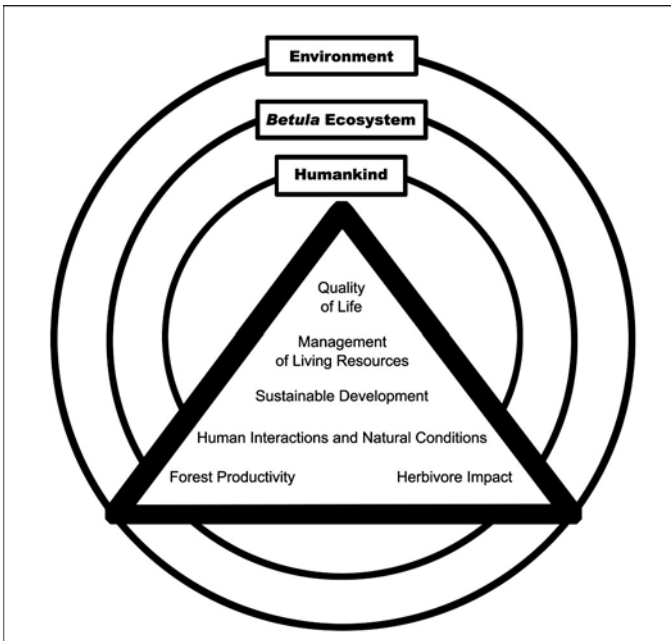 Environment
Betula Ecosystem
Humankind
Quality
of Life
Management
of Living Resources
Sustainable Development
Human Interactions and Natural Conditions
Forest Productivity
Herbivore Impact